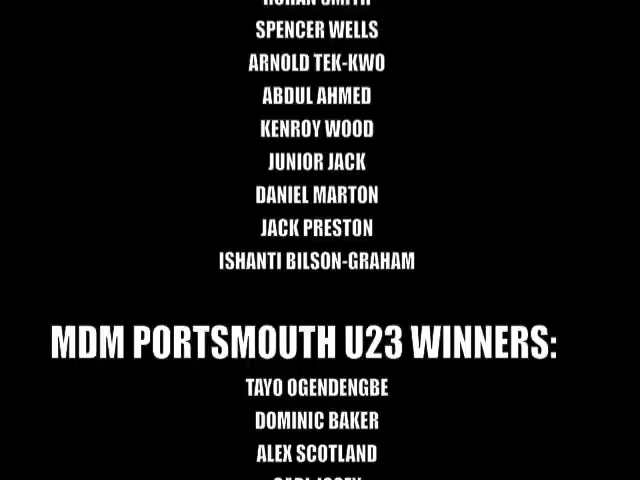 SPENCER WELLS
ARNOLD TEK-KWO
ABDUL AHMED
KENROY WOOD
JUNIOR JACK
DANIEL MARTON
JACK PRESTON
ISHANTI BILSON-GRAHAM
MDM PORTSMOUTH U23 WINNERS:
TAYO OGENDENGBE
DOMINIC BAKER
ALEX SCOTLAND